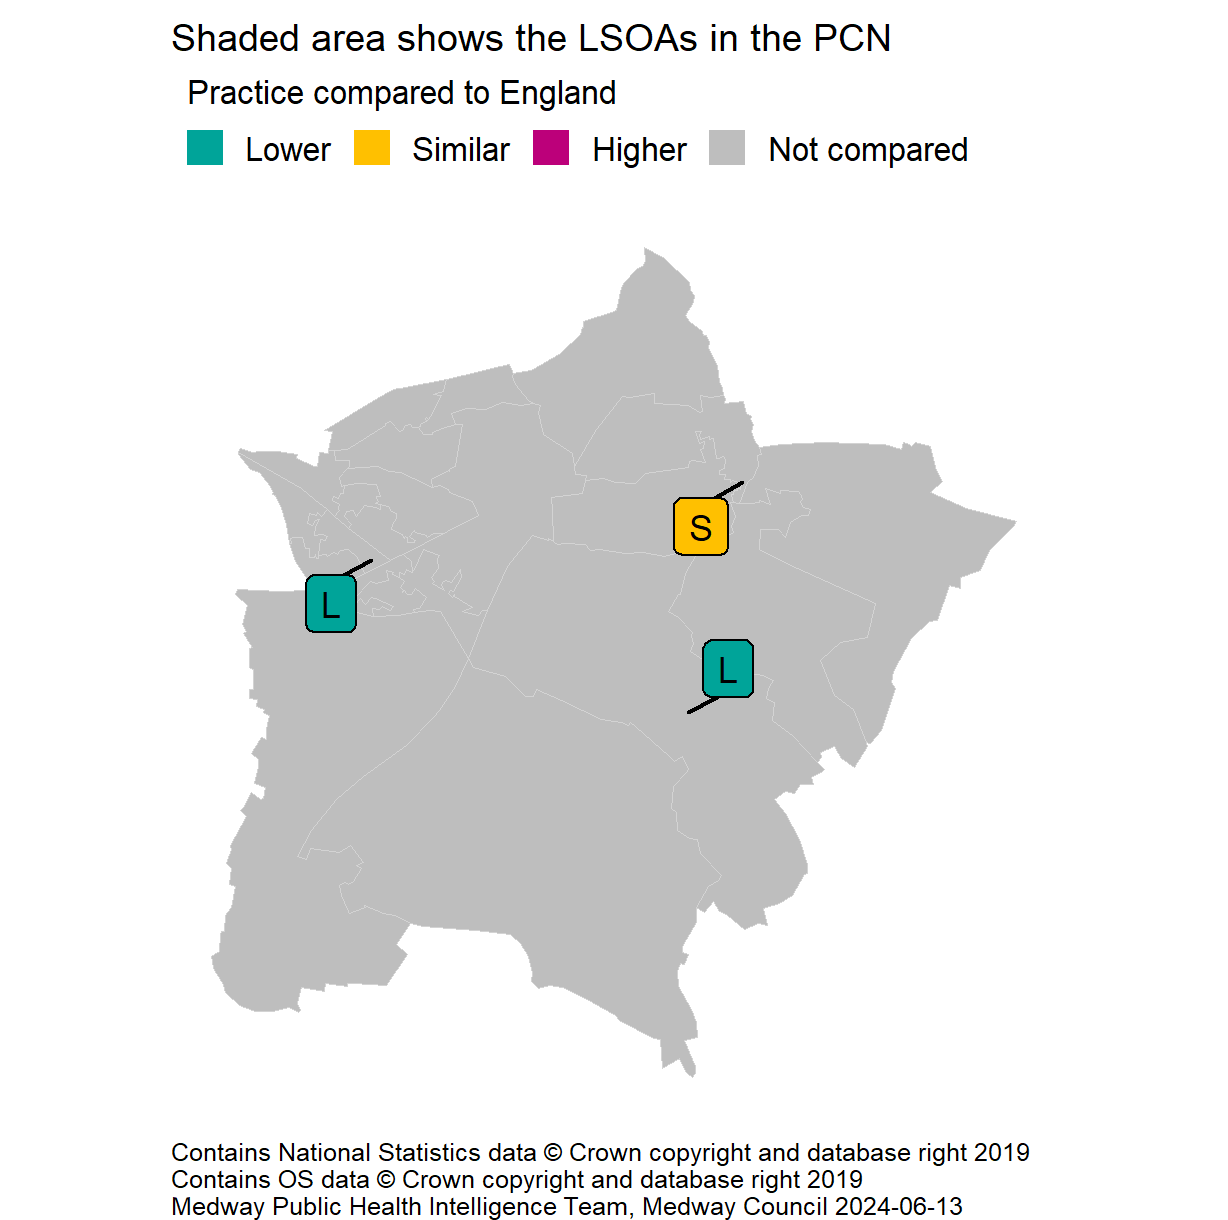 Shaded area shows the LSOAs in the PCN
Practice compared to England
Lower Similar Higher Not compared
S
L
L
Contains National Statistics data © Crown copyright and database right 2019
Contains OS data © Crown copyright and database right 2019
Medway Public Health Intelligence Team, Medway Council 2024-06-13